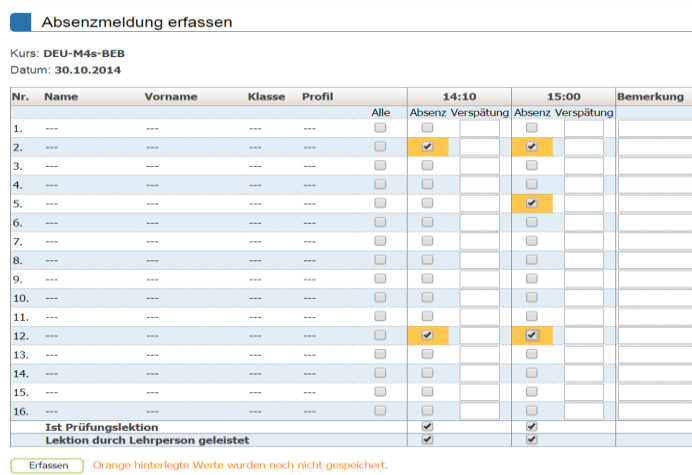 Absenzmeldung erfassen
Kurs: DEU-M4s-BEB
Datum: 30.10.2014
Nr. Name Vorname Klasse Profil 14:10 15:00 Bemerkung
Alle Absenz Verspätung Absenz Verspätung
1. --- --- --- ---
2. --- --- --- ---
3. --- --- --- ---
4. --- --- --- ---
5. --- --- --- ---
6. --- --- --- ---
7. --- --- --- ---
8. --- --- --- ---
9. --- --- --- ---
10. --- --- --- ---
11. --- --- --- ---
12. --- --- --- ---
13. --- --- --- ---
14. --- --- --- ---
15. --- --- --- ---
16. --- --- --- ---
Ist Prüfungslektion
Lektion durch Lehrperson geleistet
Erfassen Orange hinterlegte Werte wurden noch nicht gespeichert.